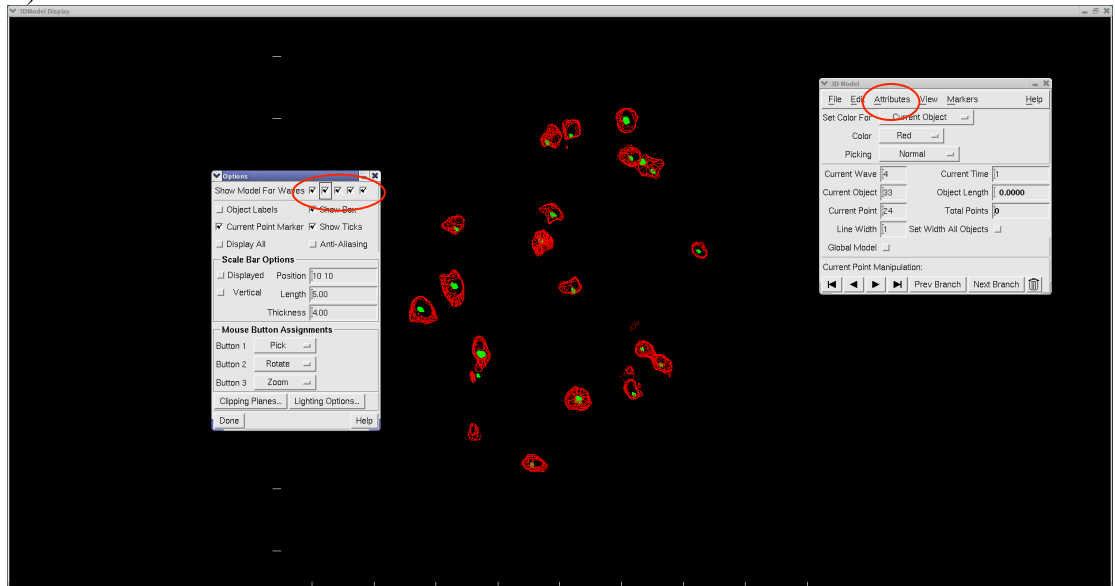 3DModel Display
3D Model
File Edit Attributes View Markers Help
Set Color For Current Object
Color Red
Picking Normal
Current Wave 4 Current Time 1
Current Object 33 Object Length 0.0000
Current Point 24 Total Points 0
Line Width 1 Set Width All Objects
Global Model
Current Point Manipulation:
Prev Branch Next Branch
Options
Show Model For Waves
Object Labels Show Box
Current Point Marker Show Ticks
Display All Anti-Aliasing
Scale Bar Options
Displayed Position 10 10
Vertical Length 5.00
Thickness 4.00
Mouse Button Assignments
Button 1 Pick
Button 2 Rotate
Button 3 Zoom
Clipping Planes... Lighting Options...
Done Help